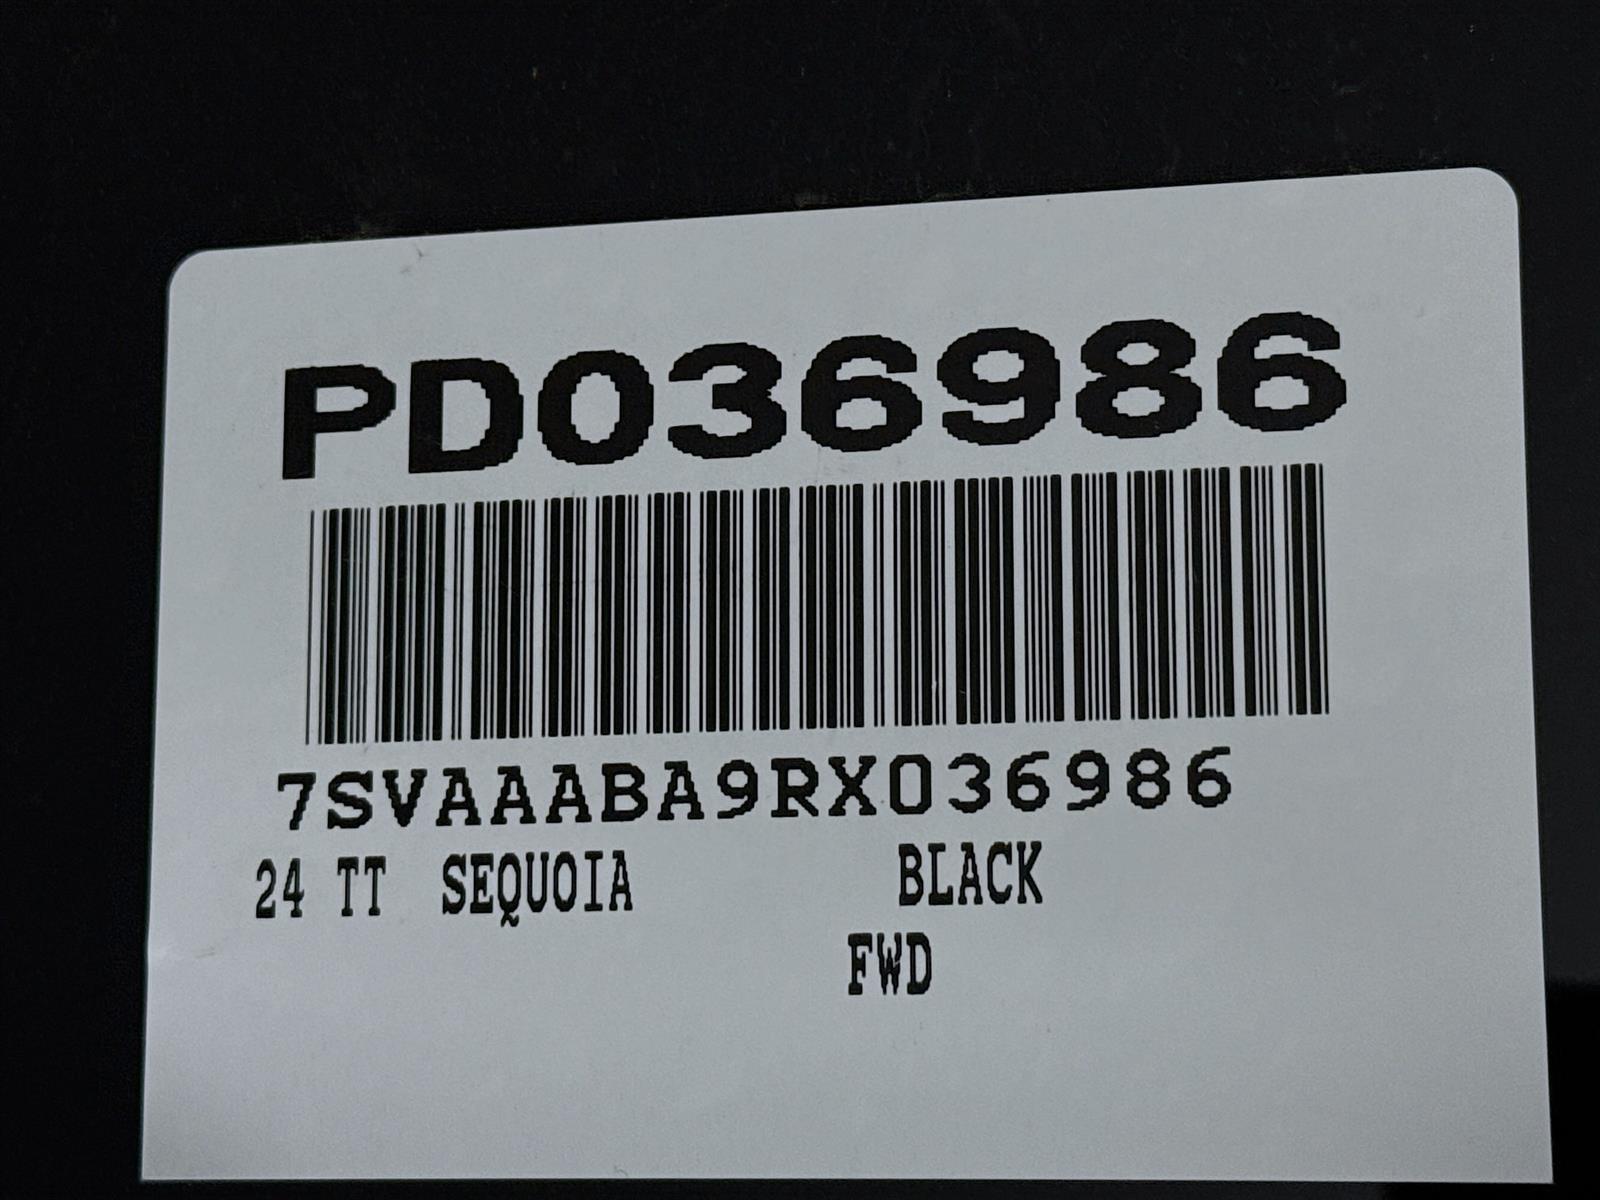 PD036986
7SVAAABA9RX036986
24 TT SEQUOIA BLACK
FWD